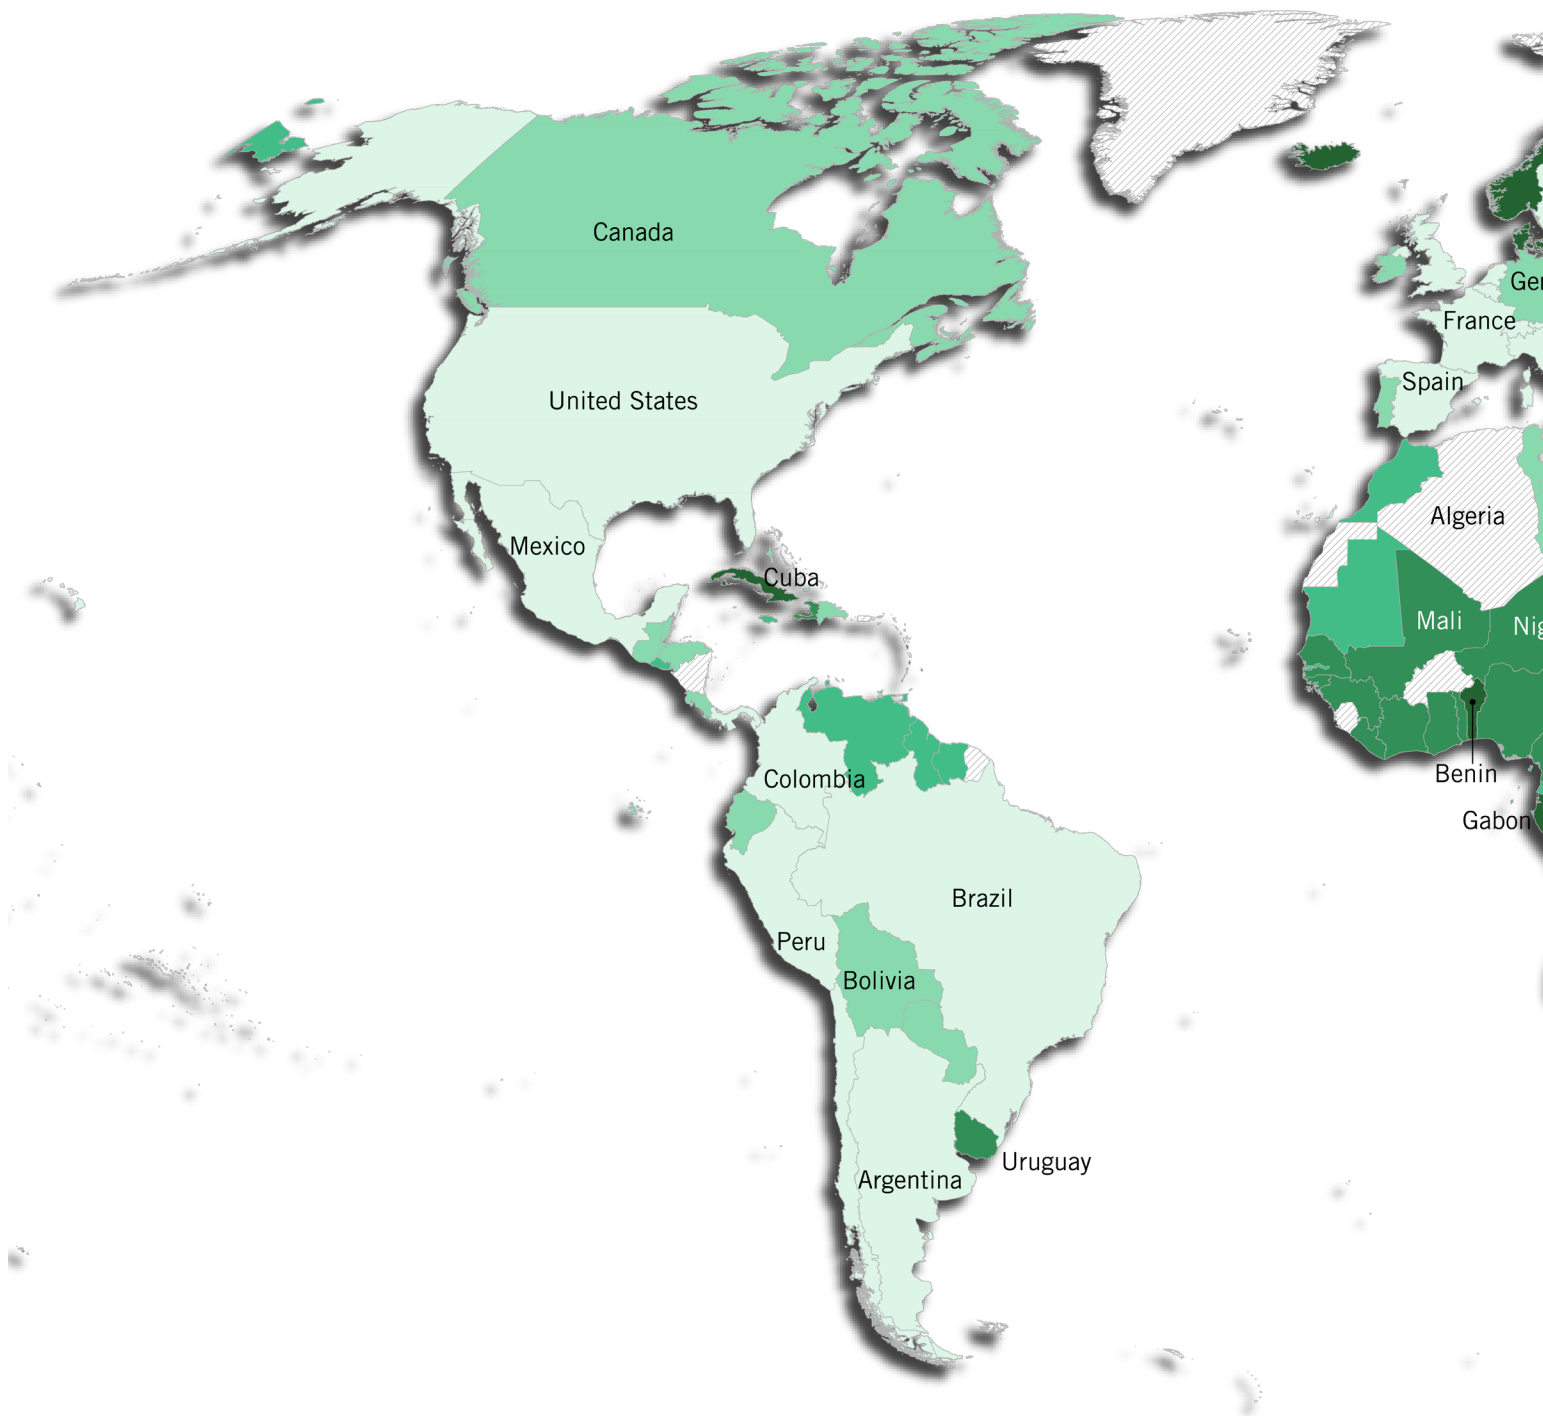 Canada
Ger
France
Spain
United States
Algeria
Mexico
Cuba
Mali
Nig
Benin
Colombia
Gabon
Brazil
Peru
Bolivia
Uruguay
Argentina